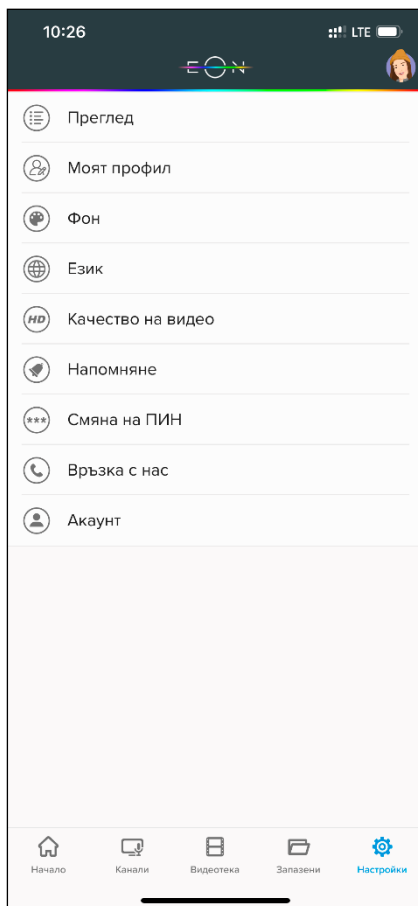 10:26
LTE
EON
Преглед
Моят профил
Фон
Език
HD
Качество на видео
Напомняне
***
Смяна на ПИН
Връзка с нас
Акаунт
Начало
Канали
Видеотека
Запазени
Настройки